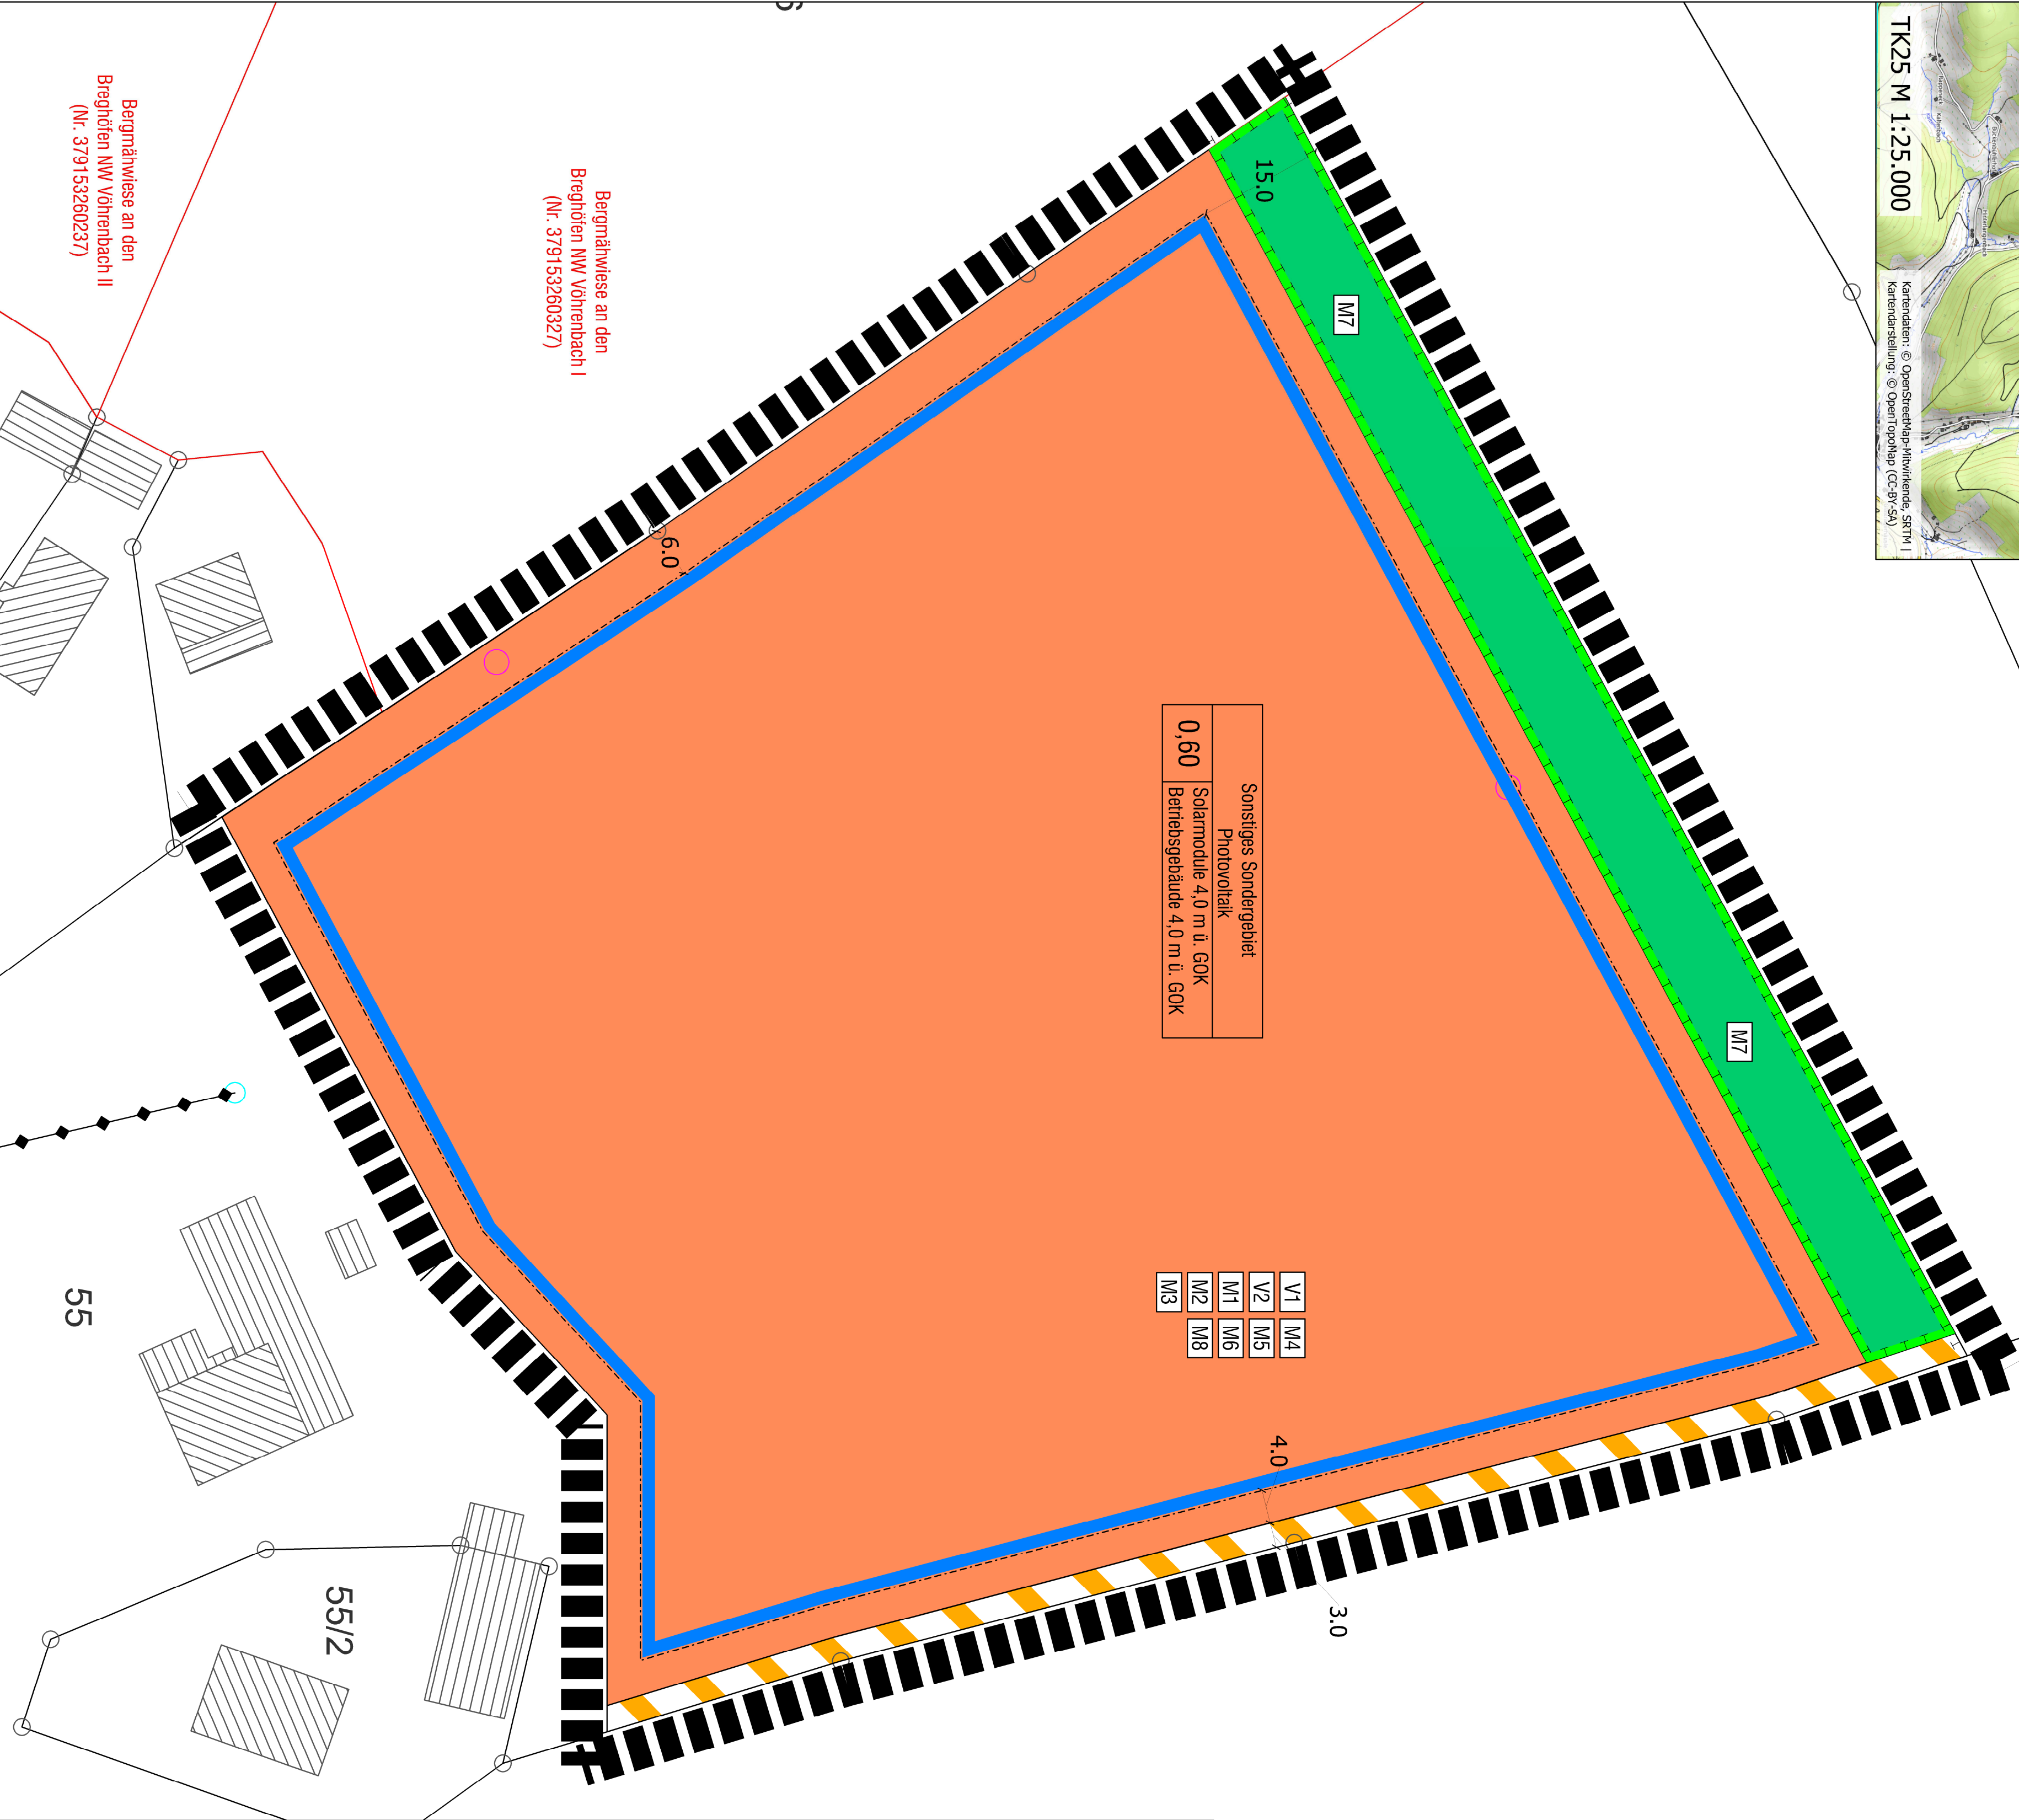 TK25 M 1:25.000
Kartendaten: © OpenStreetMap-Mitwirkende, SRTM |
Kartendarstellung: © OpenTopoMap (CC-BY-SA)
15.0
M7
M7
Bergmähwiese an den
Breghöfen NW Vöhrenbach I
(Nr. 379153260327)
Bergmähwiese an den
Breghöfen NW Vöhrenbach II
(Nr. 379153260237)
6.0
Sonstiges Sondergebiet
Photovoltaik
0,60
Solarmodule 4,0 m ü. GOK
Betriebsgebäude 4,0 m ü. GOK
V1 M4
V2 M5
M1 M6
M2 M8
M3
4.0
3.0
55
55/2